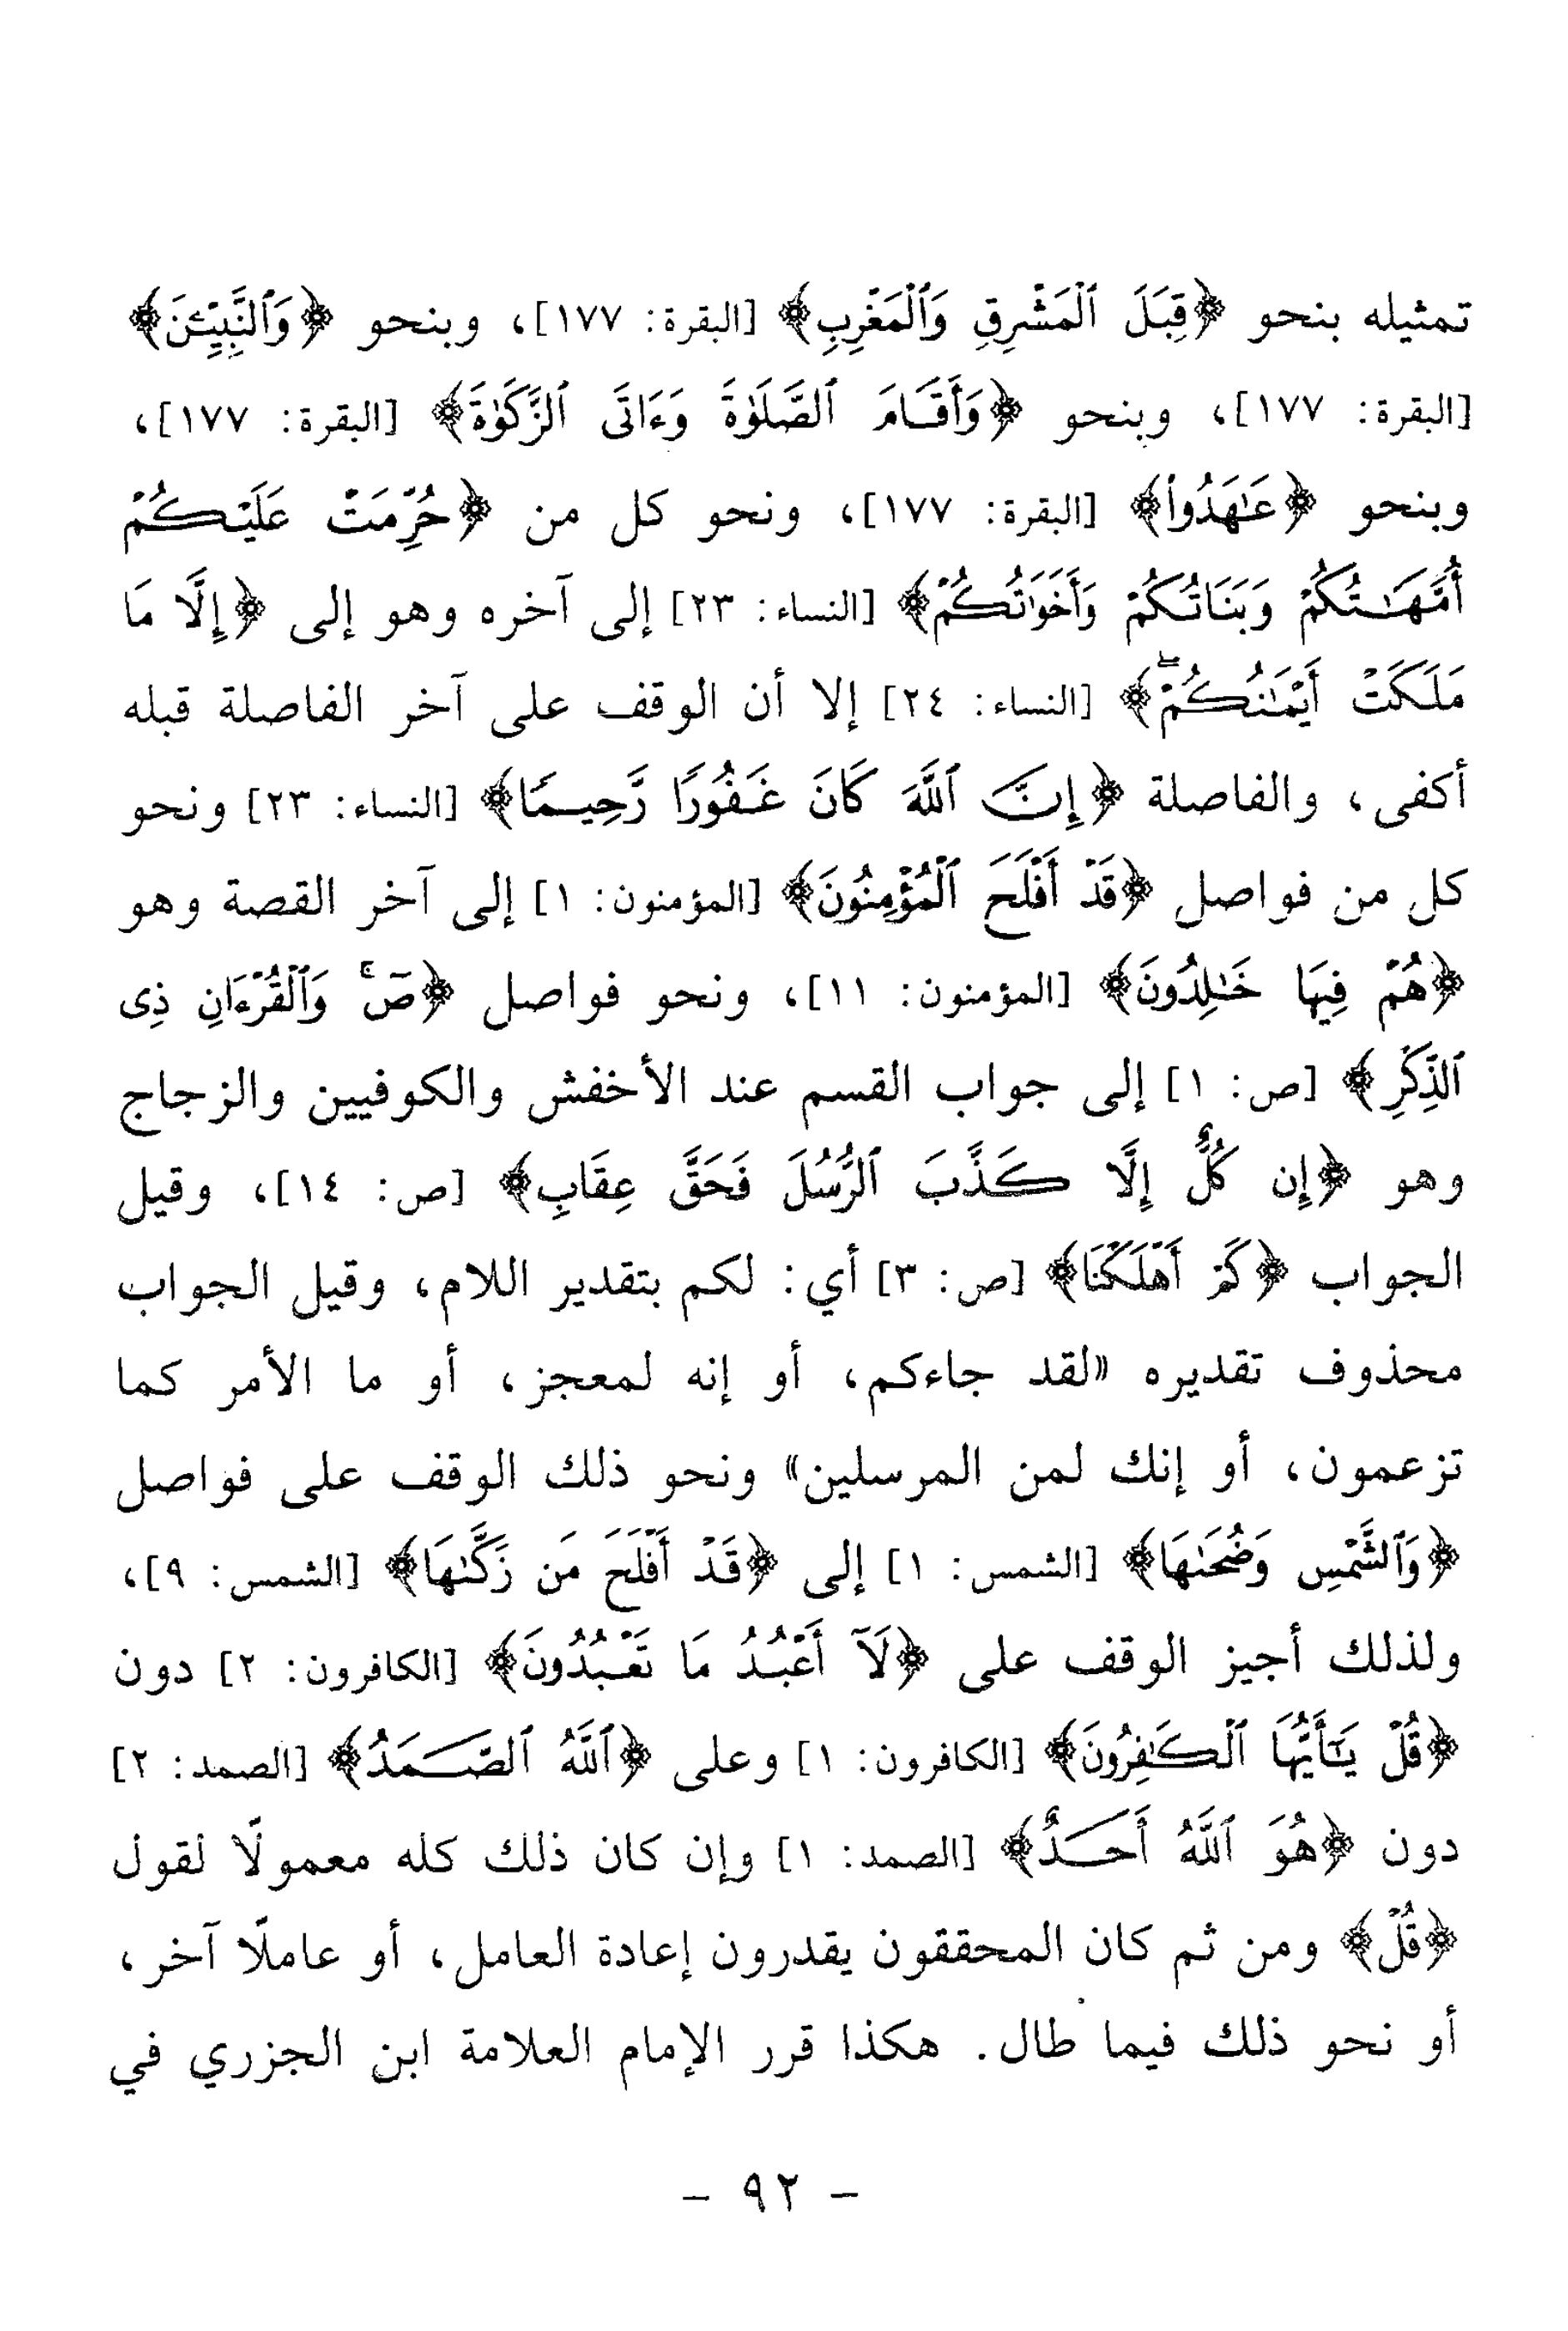 تمثيله بنحو ﴿قِبَلَ ٱلْمَشْرِقِ وَٱلْمَغْرِبِ﴾ [البقرة: ١٧٧]، وبنحو ﴿وَٱلنَّبِيِّـۧنَ﴾
[البقرة: ١٧٧]، وبنحو ﴿وَأَقَامَ ٱلصَّلَوٰةَ وَءَاتَى ٱلزَّكَوٰةَ﴾ [البقرة: ١٧٧]،
وبنحو ﴿عَـٰهَدُوا۟﴾ [البقرة: ١٧٧]، ونحو كل من ﴿حُرِّمَتْ عَلَيْكُمْ
أُمَّهَـٰتُكُمْ وَبَنَاتُكُمْ وَأَخَوَٰتُكُمْ﴾ [النساء: ٢٣] إلى آخره وهو إلى ﴿إِلَّا مَا
مَلَكَتْ أَيْمَـٰنُكُمْ ۖ﴾ [النساء: ٢٤] إلا أن الوقف على آخر الفاصلة قبله
أكفى، والفاصلة ﴿إِنَّ ٱللَّهَ كَانَ غَفُورًا رَّحِيمًا﴾ [النساء: ٢٣] ونحو
كل من فواصل ﴿قَدْ أَفْلَحَ ٱلْمُؤْمِنُونَ﴾ [المؤمنون: ١] إلى آخر القصة وهو
﴿هُمْ فِيهَا خَـٰلِدُونَ﴾ [المؤمنون: ١١]، ونحو فواصل ﴿صٓ ۚ وَٱلْقُرْءَانِ ذِى
ٱلذِّكْرِ﴾ [ص: ١] إلى جواب القسم عند الأخفش والكوفيين والزجاج
وهو ﴿إِن كُلٌّ إِلَّا كَذَّبَ ٱلرُّسُلَ فَحَقَّ عِقَابِ﴾ [ص: ١٤]، وقيل
الجواب ﴿كَمْ أَهْلَكْنَا﴾ [ص: ٣] أي: لكم بتقدير اللام، وقيل الجواب
محذوف تقديره «لقد جاءكم، أو إنه لمعجز، أو ما الأمر كما
تزعمون، أو إنك لمن المرسلين» ونحو ذلك الوقف على فواصل
﴿وَٱلشَّمْسِ وَضُحَىٰهَا﴾ [الشمس: ١] إلى ﴿قَدْ أَفْلَحَ مَن زَكَّىٰهَا﴾ [الشمس: ٩]،
ولذلك أجيز الوقف على ﴿لَآ أَعْبُدُ مَا تَعْبُدُونَ﴾ [الكافرون: ٢] دون
﴿قُلْ يَـٰٓأَيُّهَا ٱلْكَـٰفِرُونَ﴾ [الكافرون: ١] وعلى ﴿ٱللَّهُ ٱلصَّمَدُ﴾ [الصمد: ٢]
دون ﴿هُوَ ٱللَّهُ أَحَدٌ﴾ [الصمد: ١] وإن كان ذلك كله معمولًا لقول
﴿قُلْ﴾ ومن ثم كان المحققون يقدرون إعادة العامل، أو عاملًا آخر،
أو نحو ذلك فيما طال. هكذا قرر الإمام العلامة ابن الجزري في
- ٩٢ -